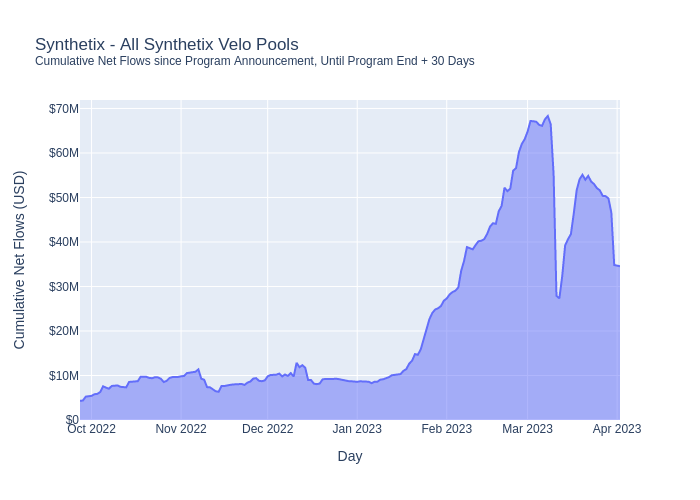 Synthetix - All Synthetix Velo Pools
Cumulative Net Flows since Program Announcement, Until Program End + 30 Days
Cumulative Net Flows (USD)
$70M
$60M
$50M
$40M
$30M
$20M
$10M
$0
Oct 2022
Nov 2022
Dec 2022
Jan 2023
Feb 2023
Mar 2023
Apr 2023
Day